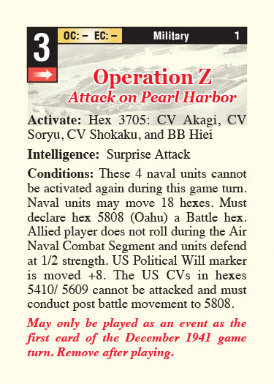 OC: – EC: – Military 1
3
Operation Z
Attack on Pearl Harbor
Activate: Hex 3705: CV Akagi, CV
Soryu, CV Shokaku, and BB Hiei
Intelligence: Surprise Attack
Conditions: These 4 naval units cannot
be activated again during this game turn.
Naval units may move 18 hexes. Must
declare hex 5808 (Oahu) a Battle hex.
Allied player does not roll during the Air
Naval Combat Segment and units defend
at 1/2 strength. US Political Will marker
is moved +8. The US CVs in hexes
5410/ 5609 cannot be attacked and must
conduct post battle movement to 5808.
May only be played as an event as the
first card of the December 1941 game
turn. Remove after playing.